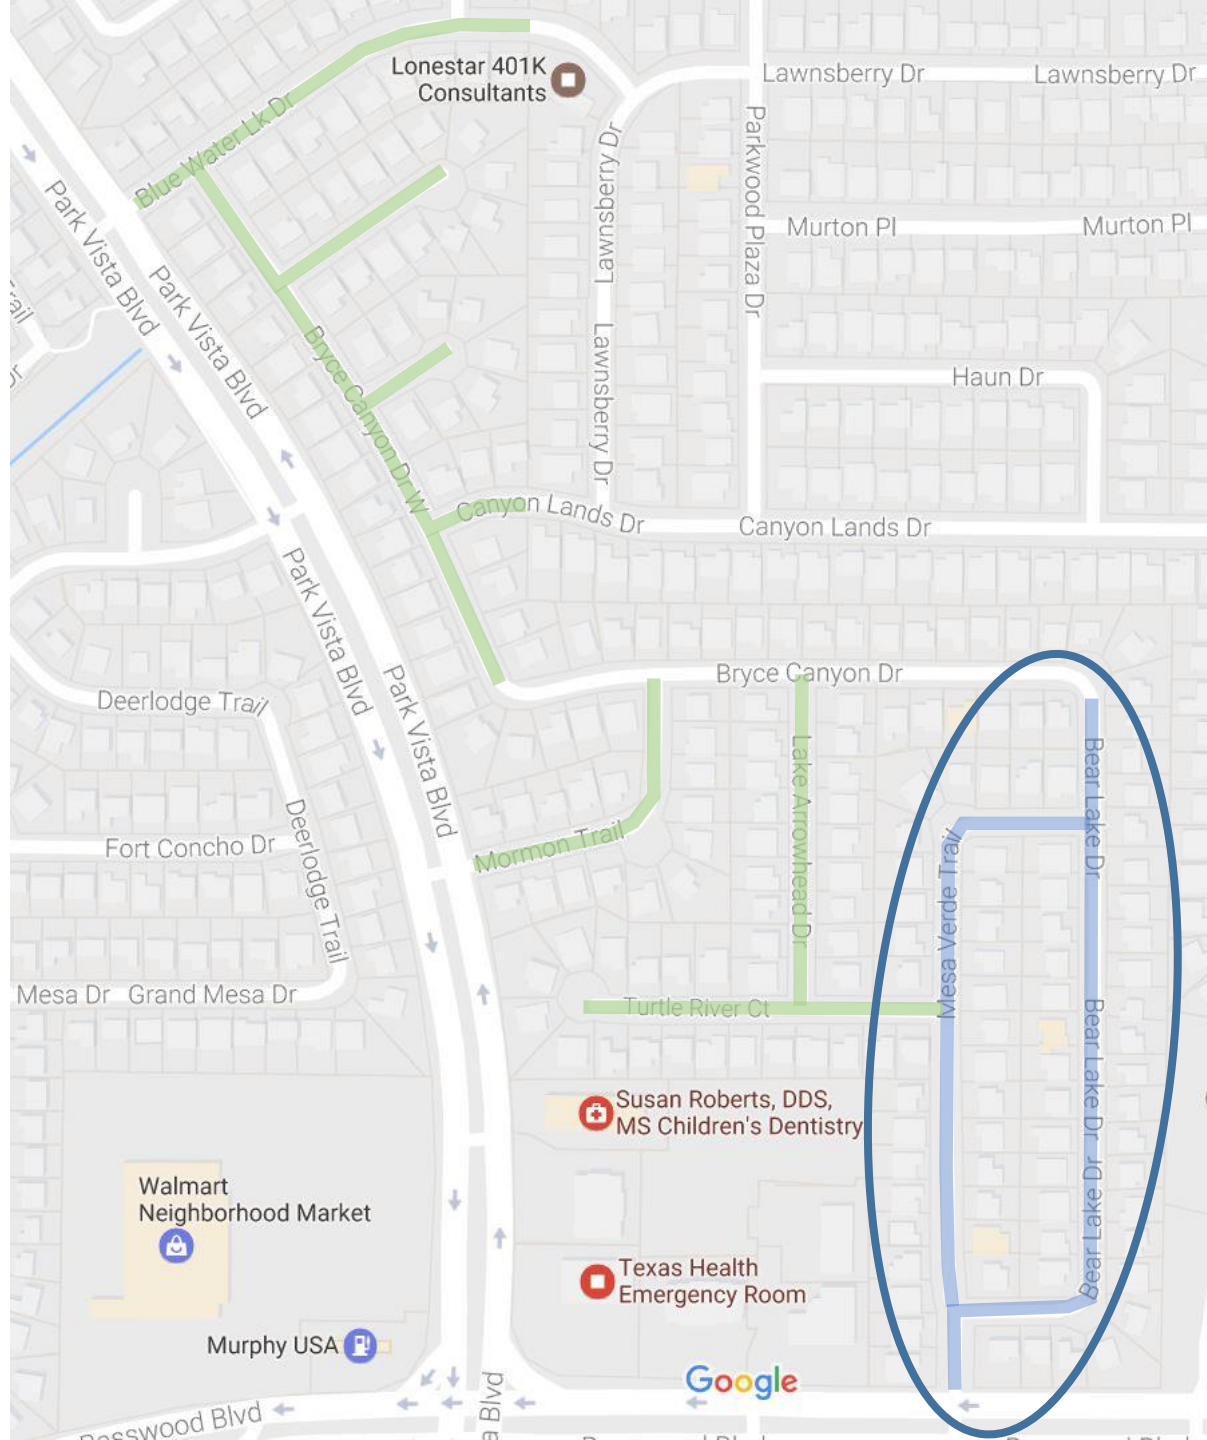 Lonestar 401K
Consultants
Lawnsberry Dr
Lawnsberry Dr
Blue Water Lk Dr
Lawnsberry Dr
Parkwood Plaza Dr
Park Vista Blvd
Murton Pl
Murton Pl
Park Vista Blvd
Trail
Dr
Bryce Canyon Dr W
Lawnsberry Dr
Haun Dr
Canyon Lands Dr
Canyon Lands Dr
Park Vista Blvd
Bryce Canyon Dr
Park Vista Blvd
Deerlodge Trail
Lake Arrowhead Dr
Bear Lake Dr
Fort Concho Dr
Deerlodge Trail
Mormon Trail
Mesa Verde Trail
Mesa Dr
Grand Mesa Dr
Turtle River Ct
Bear Lake Dr
Susan Roberts, DDS,
MS Children's Dentistry
Walmart
Neighborhood Market
Bear Lake Dr
Texas Health
Emergency Room
Murphy USA
Google
a Blvd